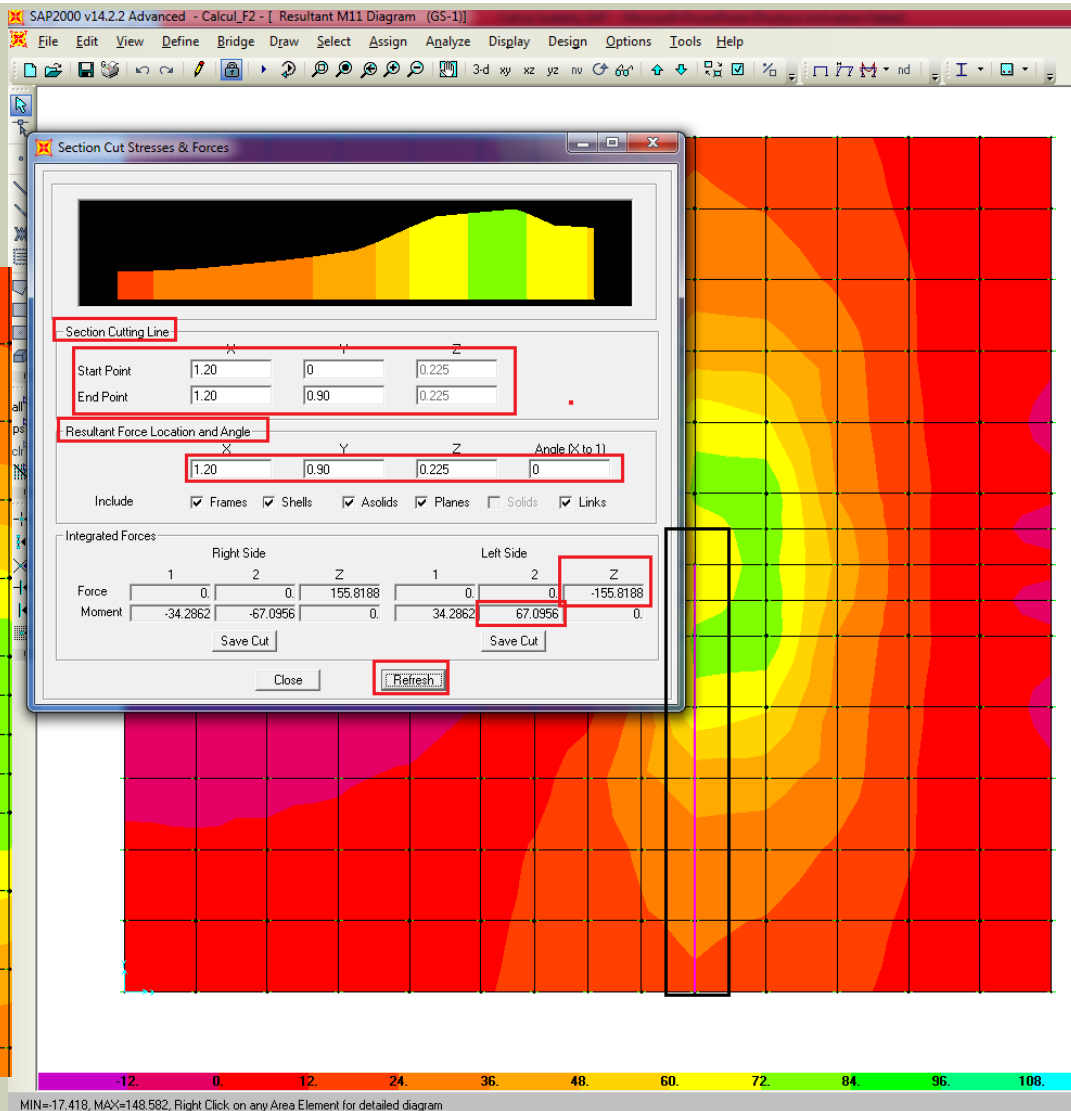 SAP2000 v14.2.2 Advanced - Calcul_F2 - [ Resultant M11 Diagram (GS-1)]
File Edit View Define Bridge Draw Select Assign Analyze Display Design Options Tools Help
3-d xy xz yz nv nd
Section Cut Stresses & Forces
Section Cutting Line
X Y Z
Start Point 1.20 0 0.225
End Point 1.20 0.90 0.225
Resultant Force Location and Angle
X Y Z Angle (X to 1)
1.20 0.90 0.225 0
Include Frames Shells Asolids Planes Solids Links
Integrated Forces
Right Side Left Side
1 2 Z 1 2 Z
Force 0. 0. 155.8188 0. 0. -155.8188
Moment -34.2862 -67.0956 0. 34.2862 67.0956 0.
Save Cut Save Cut
Close Refresh
all
ps
clr
-12. 0. 12. 24. 36. 48. 60. 72. 84. 96. 108.
MIN=-17.418, MAX=148.582, Right Click on any Area Element for detailed diagram